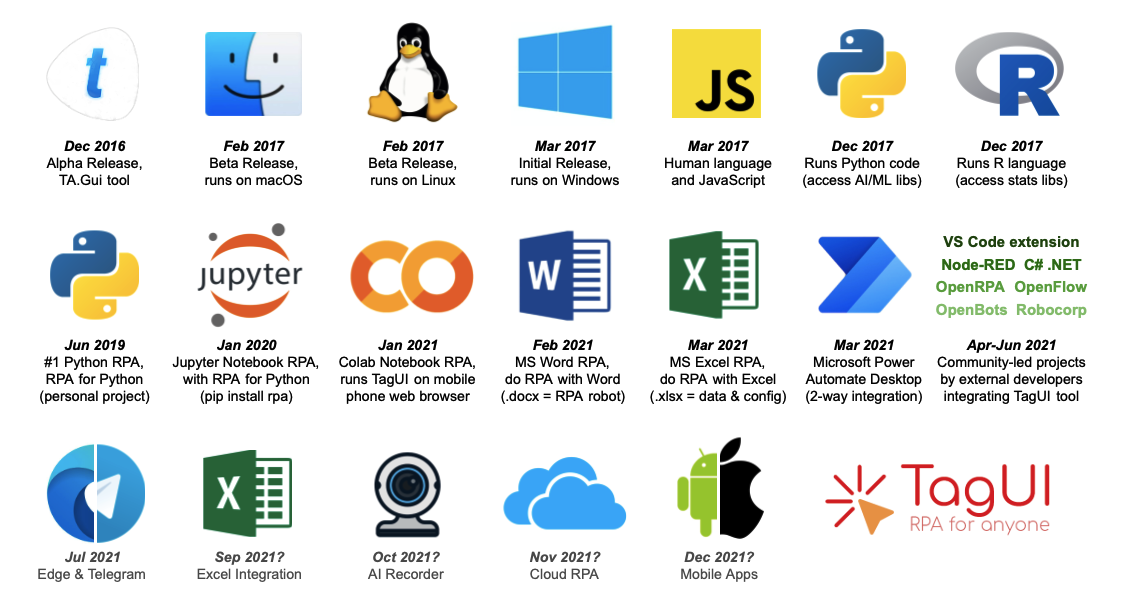 t
JS
R
Dec 2016
Alpha Release,
TA.Gui tool
Feb 2017
Beta Release,
runs on macOS
Feb 2017
Beta Release,
runs on Linux
Mar 2017
Initial Release,
runs on Windows
Mar 2017
Human language
and JavaScript
Dec 2017
Runs Python code
(access AI/ML libs)
Dec 2017
Runs R language
(access stats libs)
jupyter
W
X
VS Code extension
Node-RED C# .NET
OpenRPA OpenFlow
OpenBots Robocorp
Jun 2019
#1 Python RPA,
RPA for Python
(personal project)
Jan 2020
Jupyter Notebook RPA,
with RPA for Python
(pip install rpa)
Jan 2021
Colab Notebook RPA,
runs TagUI on mobile
phone web browser
Feb 2021
MS Word RPA,
do RPA with Word
(.docx = RPA robot)
Mar 2021
MS Excel RPA,
do RPA with Excel
(.xlsx = data & config)
Mar 2021
Microsoft Power
Automate Desktop
(2-way integration)
Apr-Jun 2021
Community-led projects
by external developers
integrating TagUI tool
X
TagUI
RPA for anyone
Jul 2021
Edge & Telegram
Sep 2021?
Excel Integration
Oct 2021?
AI Recorder
Nov 2021?
Cloud RPA
Dec 2021?
Mobile Apps